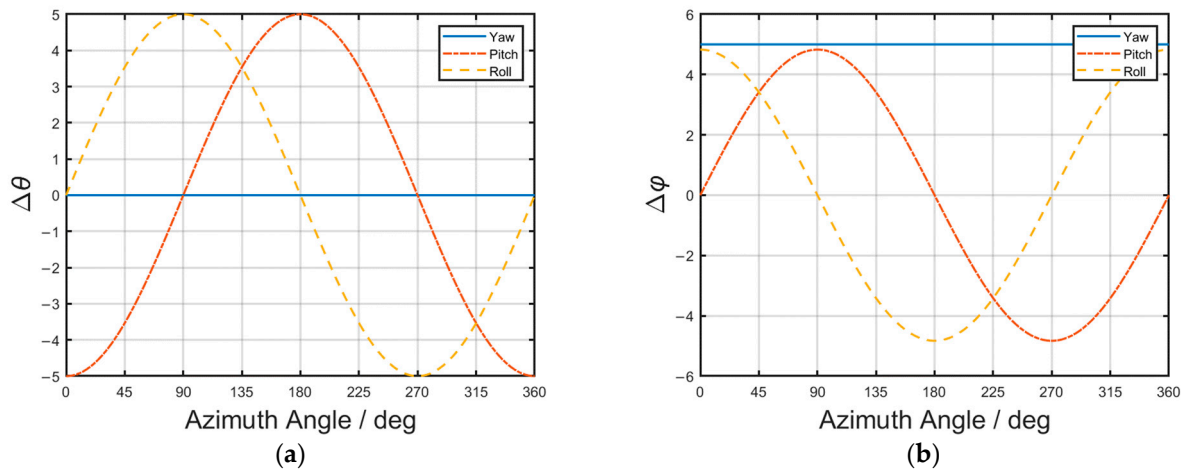 5
4
3
2
1
0
−1
−2
−3
−4
−5
Δθ
Yaw
Pitch
Roll
0 45 90 135 180 225 270 315 360
Azimuth Angle / deg
(a)
6
4
2
0
−2
−4
−6
Δφ
Yaw
Pitch
Roll
0 45 90 135 180 225 270 315 360
Azimuth Angle / deg
(b)